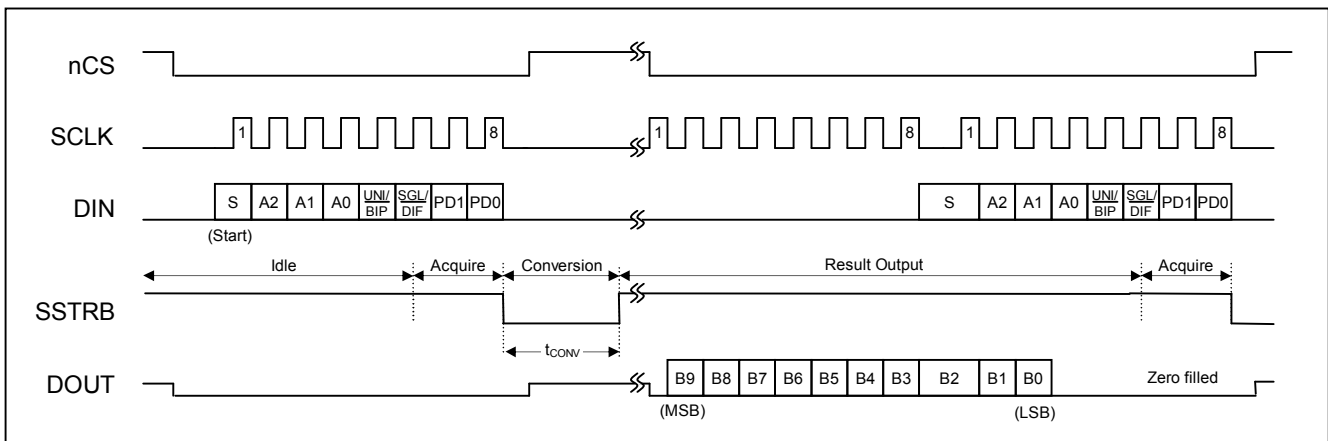 nCS
SCLK 1 8 1 8 1 8
DIN S A2 A1 A0 UNI/ BIP SGL/ DIF PD1 PD0 S A2 A1 A0 UNI/ BIP SGL/ DIF PD1 PD0
(Start)
Idle Acquire Conversion Result Output Acquire
SSTRB
tCONV
DOUT B9 B8 B7 B6 B5 B4 B3 B2 B1 B0 Zero filled
(MSB) (LSB)